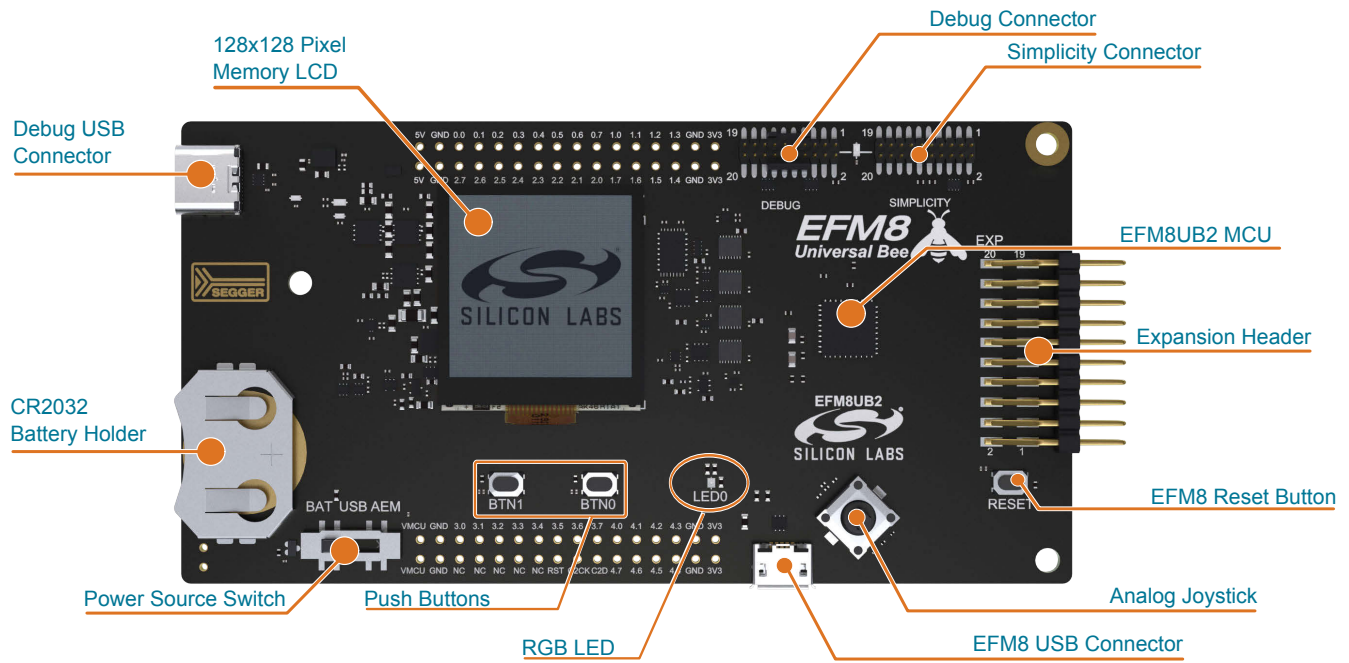 Debug Connector
Simplicity Connector
128x128 Pixel
Memory LCD
Debug USB
Connector
5V GND 0.0 0.1 0.2 0.3 0.4 0.5 0.6 0.7 1.0 1.1 1.2 1.3 GND 3V3
19 1 19 1
5V GND 2.7 2.6 2.5 2.4 2.3 2.2 2.1 2.0 1.7 1.6 1.5 1.4 GND 3V3
20 2 20 2
DEBUG
SIMPLICITY
EFM8
Universal Bee
EXP
20 19
EFM8UB2 MCU
SEGGER
SILICON LABS
Expansion Header
CR2032
Battery Holder
EFM8UB2
SILICON LABS
2 1
BTN1
BTN0
LED0
RESET
EFM8 Reset Button
BAT USB AEM
VMCU GND 3.0 3.1 3.2 3.3 3.4 3.5 3.6 3.7 4.0 4.1 4.2 4.3 GND 3V3
VMCU GND NC NC NC NC NC RST C2CK C2D 4.7 4.6 4.5 GND 3V3
Power Source Switch
Push Buttons
Analog Joystick
RGB LED
EFM8 USB Connector